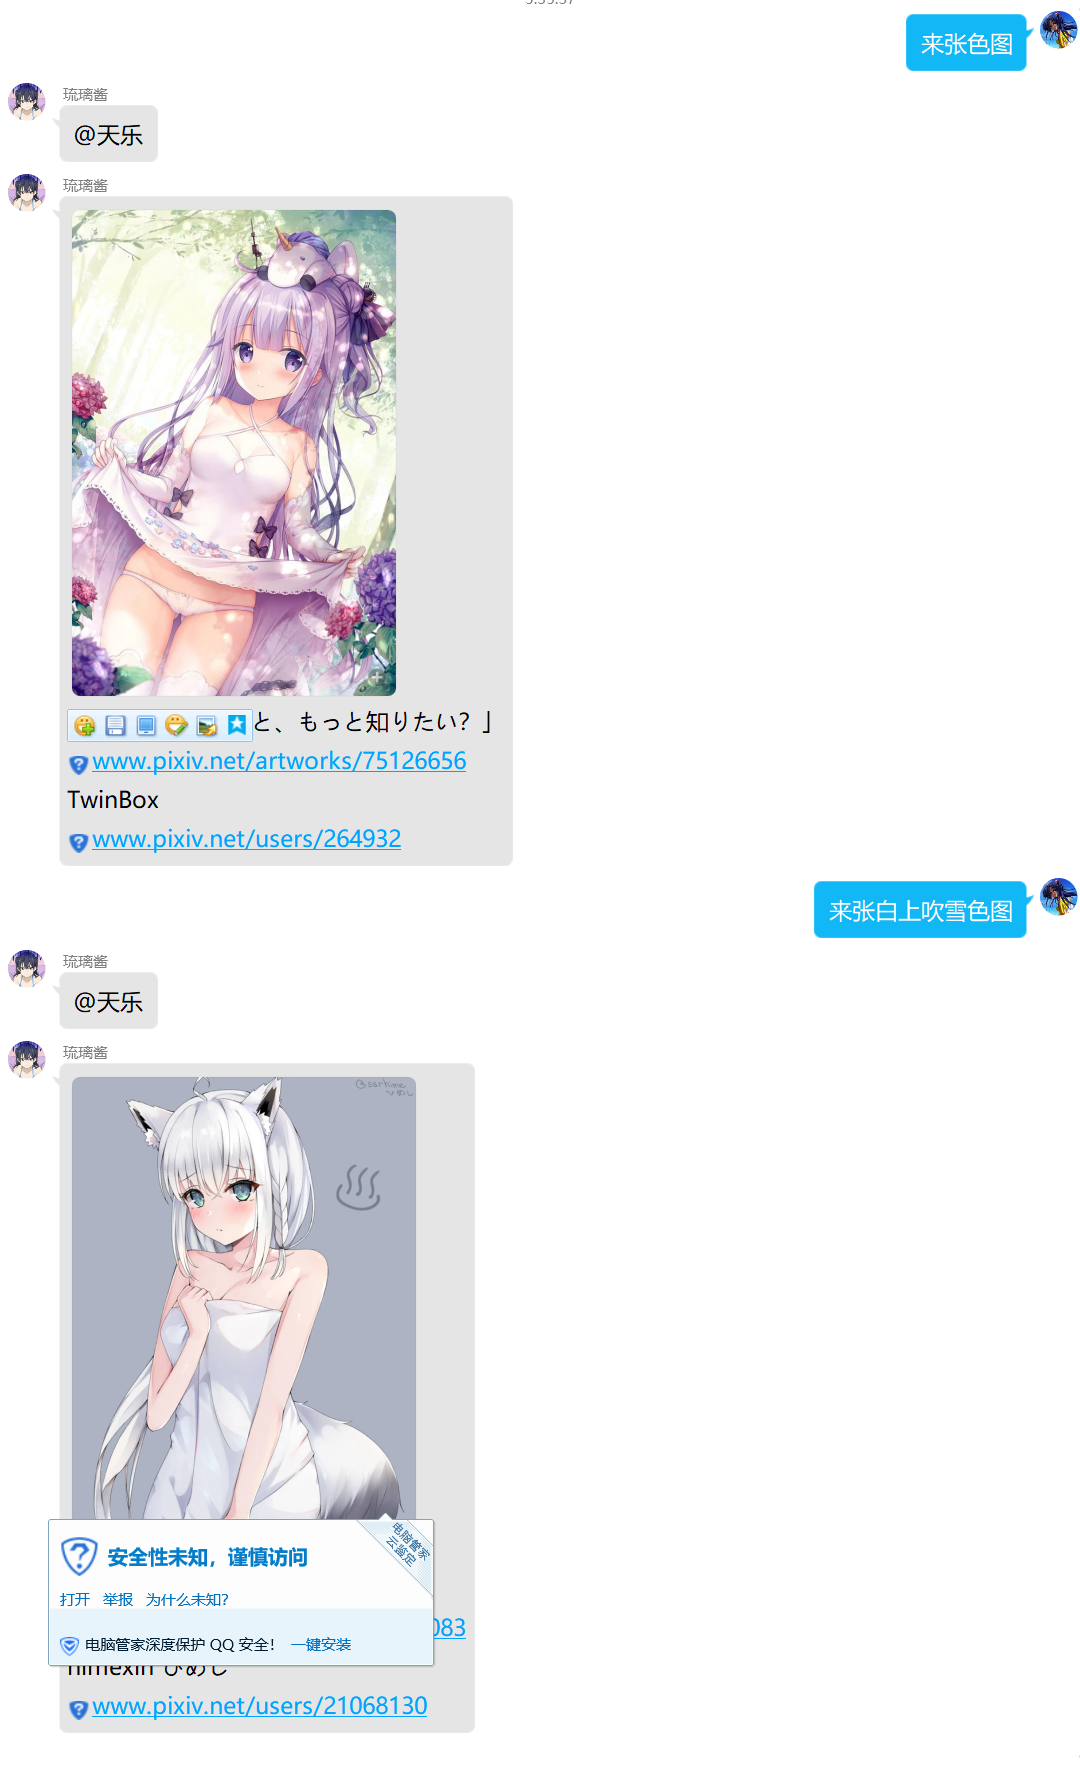 来张色图
琉璃酱
@天乐
琉璃酱
と、もっと知りたい？」
www.pixiv.net/artworks/75126656
TwinBox
www.pixiv.net/users/264932
来张白上吹雪色图
琉璃酱
@天乐
琉璃酱
安全性未知，谨慎访问
电脑管家
云鉴定
打开 举报 为什么未知?
083
电脑管家深度保护 QQ 安全！ 一键安装
himexin ひめし
www.pixiv.net/users/21068130